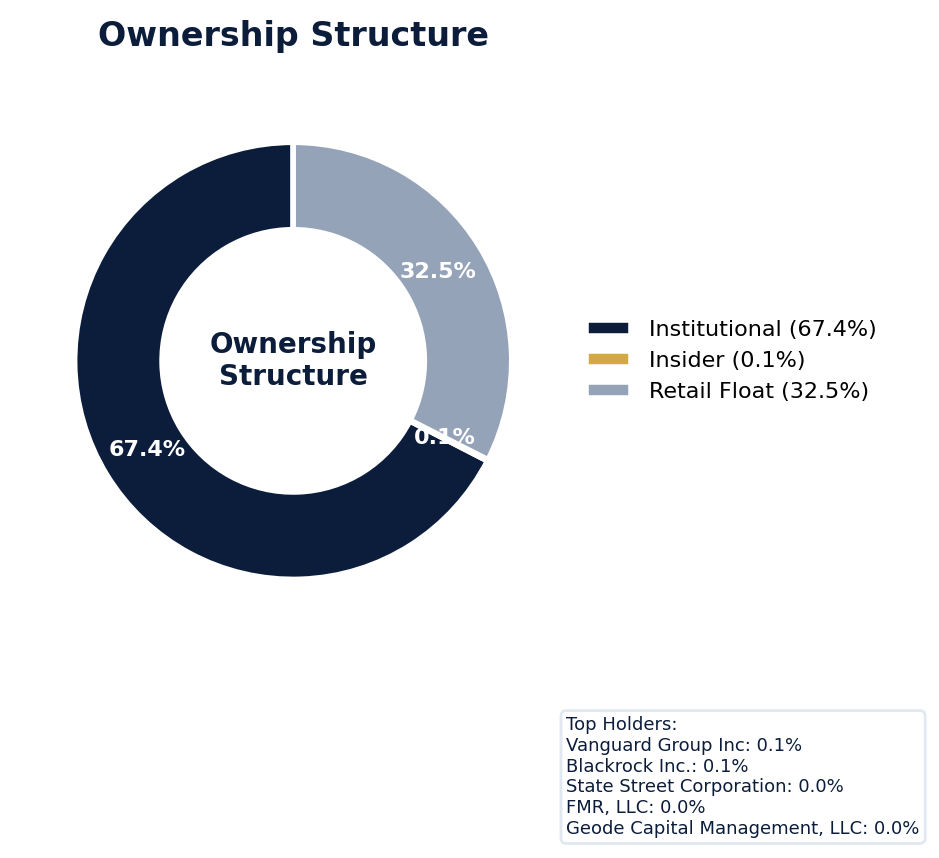 Ownership Structure
32.5%
Ownership
Structure
0.1%
67.4%
Institutional (67.4%)
Insider (0.1%)
Retail Float (32.5%)
Top Holders:
Vanguard Group Inc: 0.1%
Blackrock Inc.: 0.1%
State Street Corporation: 0.0%
FMR, LLC: 0.0%
Geode Capital Management, LLC: 0.0%